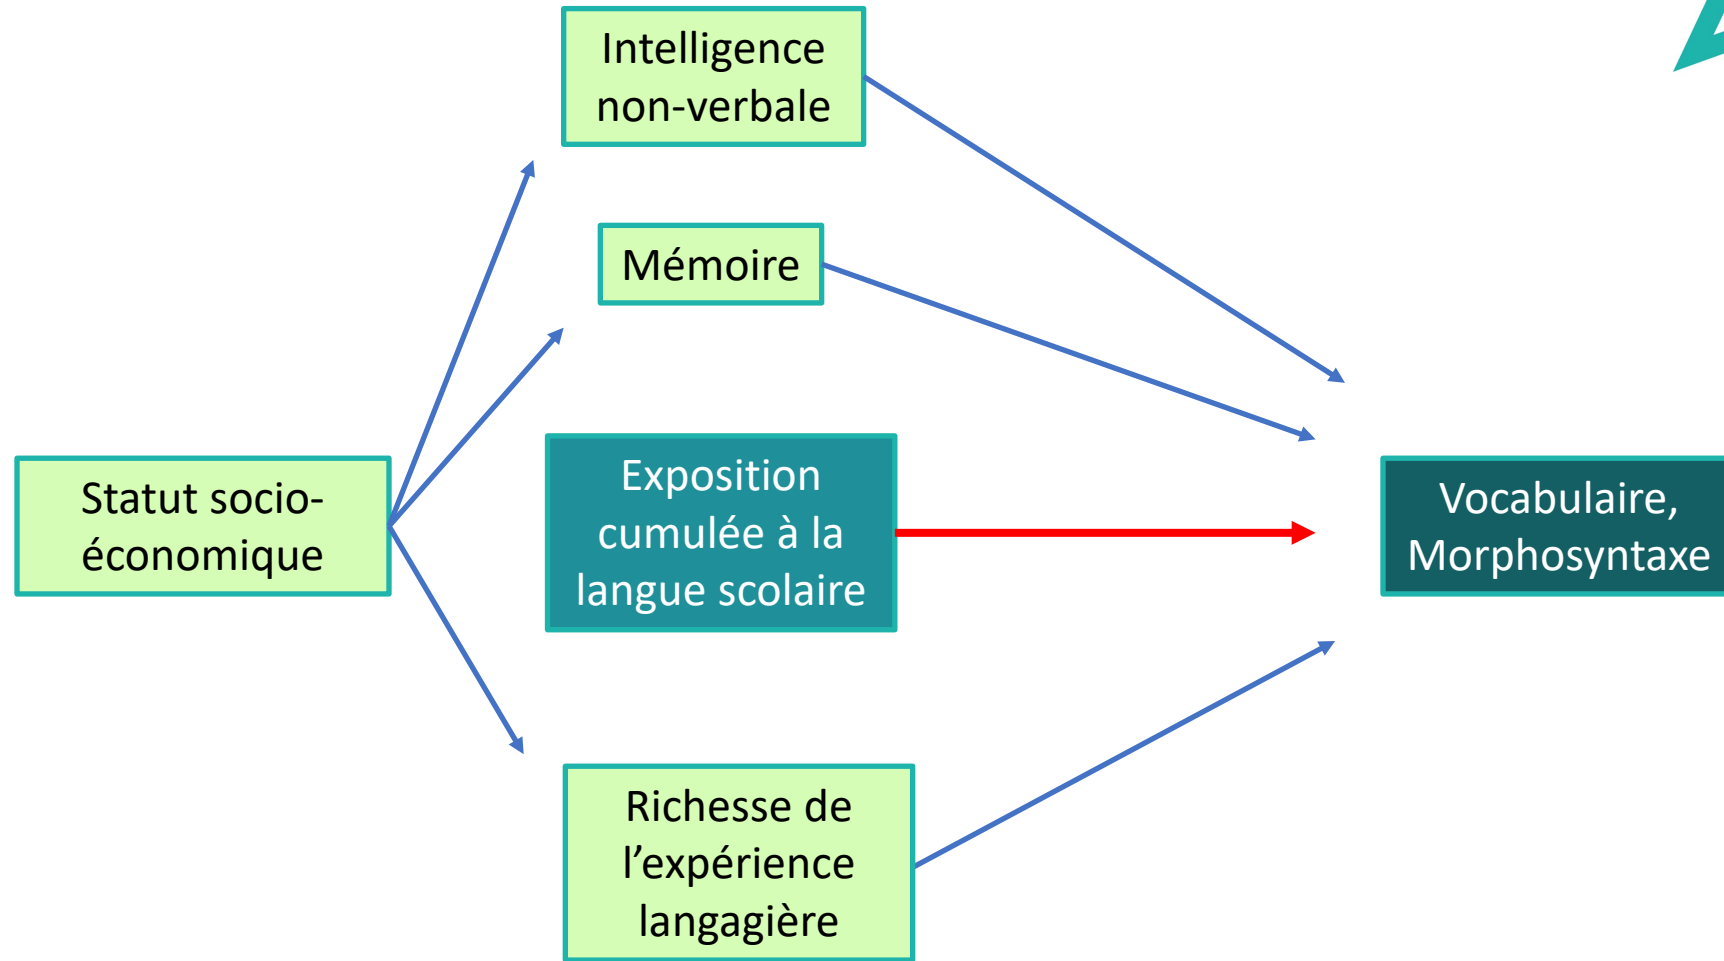 Intelligence
non-verbale
Mémoire
Statut socio-
économique
Exposition
cumulée à la
langue scolaire
Vocabulaire,
Morphosyntaxe
Richesse de
l’expérience
langagière